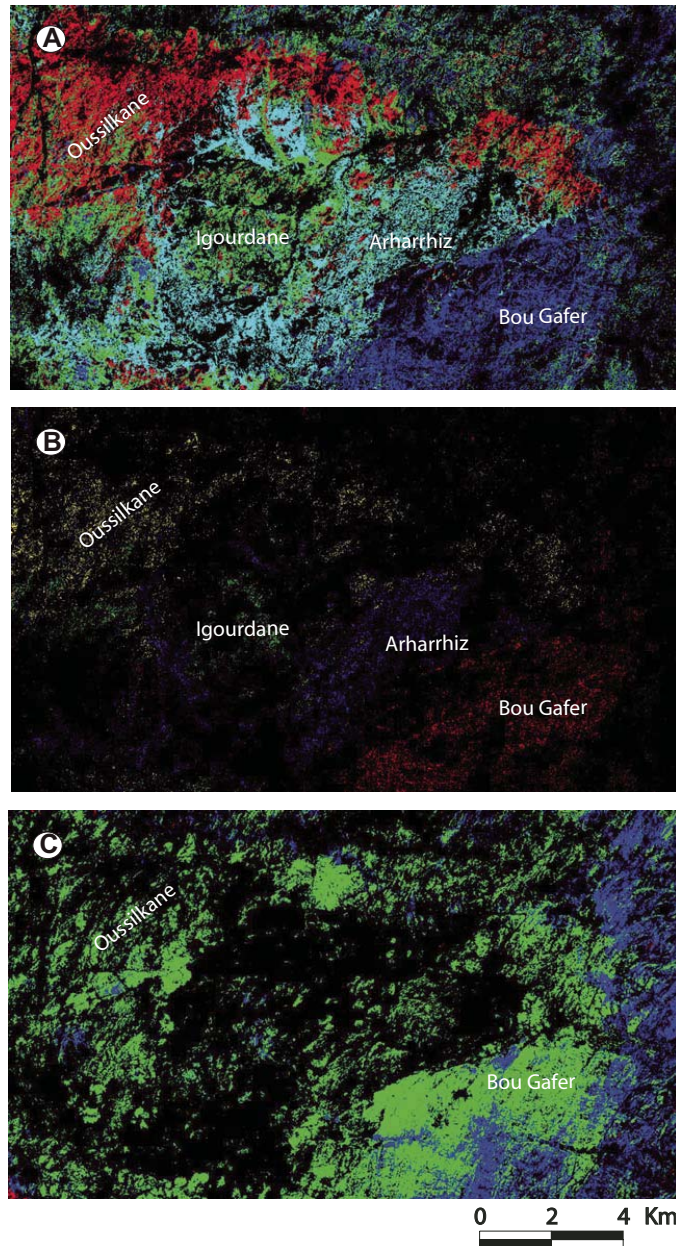 A
Oussilkane
Igourdane
Arharrhiz
Bou Gafer
B
Oussilkane
Igourdane
Arharrhiz
Bou Gafer
C
Oussilkane
Bou Gafer
0 2 4 Km